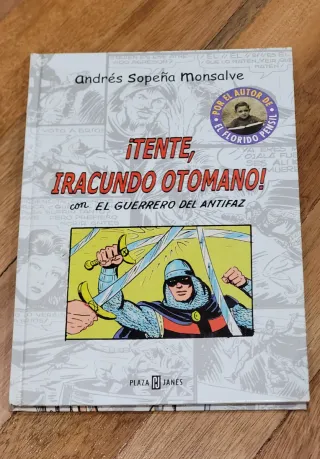 andrés Sopeña Monsalve
POR EL AUTOR DE
EL FLORIDO PENSIL
¡TENTE,
IRACUNDO OTOMANO!
con EL GUERRERO DEL ANTIFAZ
PLAZA JANÉS